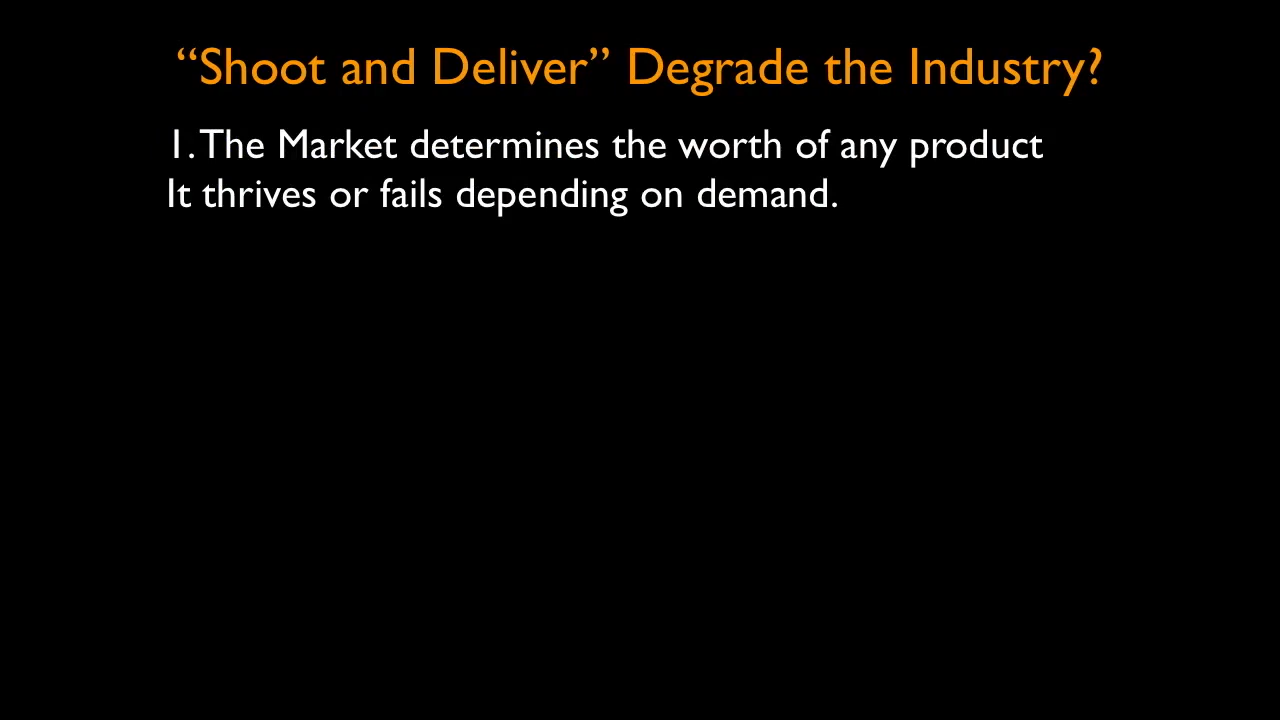 “Shoot and Deliver” Degrade the Industry?
1. The Market determines the worth of any product
It thrives or fails depending on demand.